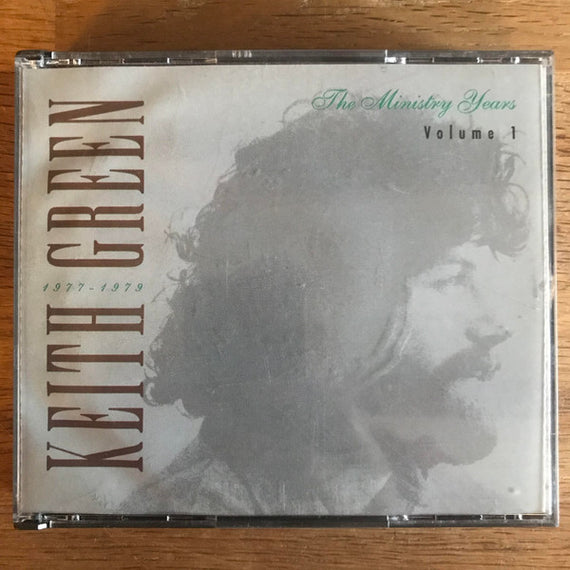 The Ministry Years
Volume 1
KEITH GREEN
1977-1979